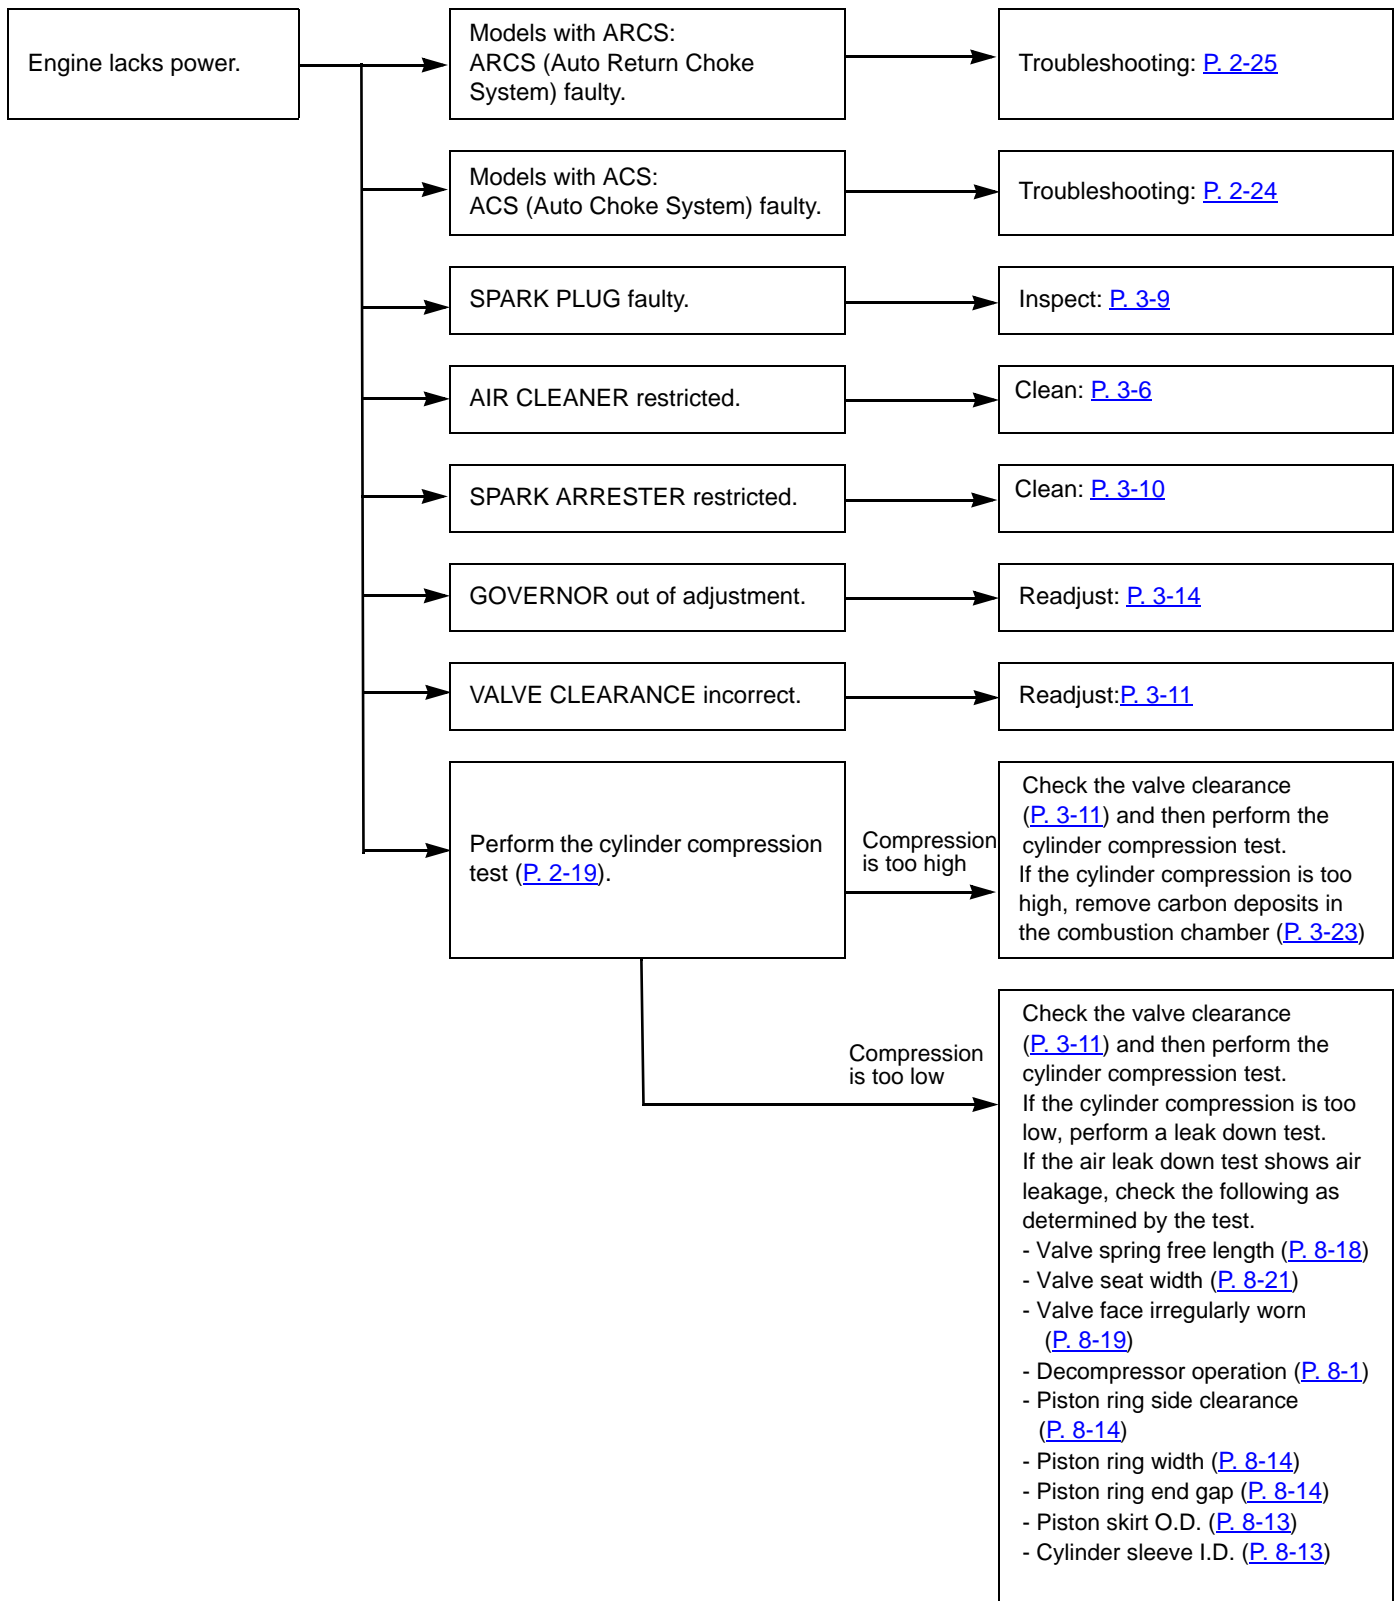 Engine lacks power.
Models with ARCS:
ARCS (Auto Return Choke
System) faulty.
Troubleshooting: P. 2-25
Models with ACS:
ACS (Auto Choke System) faulty.
Troubleshooting: P. 2-24
SPARK PLUG faulty.
Inspect: P. 3-9
AIR CLEANER restricted.
Clean: P. 3-6
SPARK ARRESTER restricted.
Clean: P. 3-10
GOVERNOR out of adjustment.
Readjust: P. 3-14
VALVE CLEARANCE incorrect.
Readjust:P. 3-11
Perform the cylinder compression
test (P. 2-19).
Compression
is too high
Check the valve clearance
(P. 3-11) and then perform the
cylinder compression test.
If the cylinder compression is too
high, remove carbon deposits in
the combustion chamber (P. 3-23)
Compression
is too low
Check the valve clearance
(P. 3-11) and then perform the
cylinder compression test.
If the cylinder compression is too
low, perform a leak down test.
If the air leak down test shows air
leakage, check the following as
determined by the test.
- Valve spring free length (P. 8-18)
- Valve seat width (P. 8-21)
- Valve face irregularly worn
(P. 8-19)
- Decompressor operation (P. 8-1)
- Piston ring side clearance
(P. 8-14)
- Piston ring width (P. 8-14)
- Piston ring end gap (P. 8-14)
- Piston skirt O.D. (P. 8-13)
- Cylinder sleeve I.D. (P. 8-13)